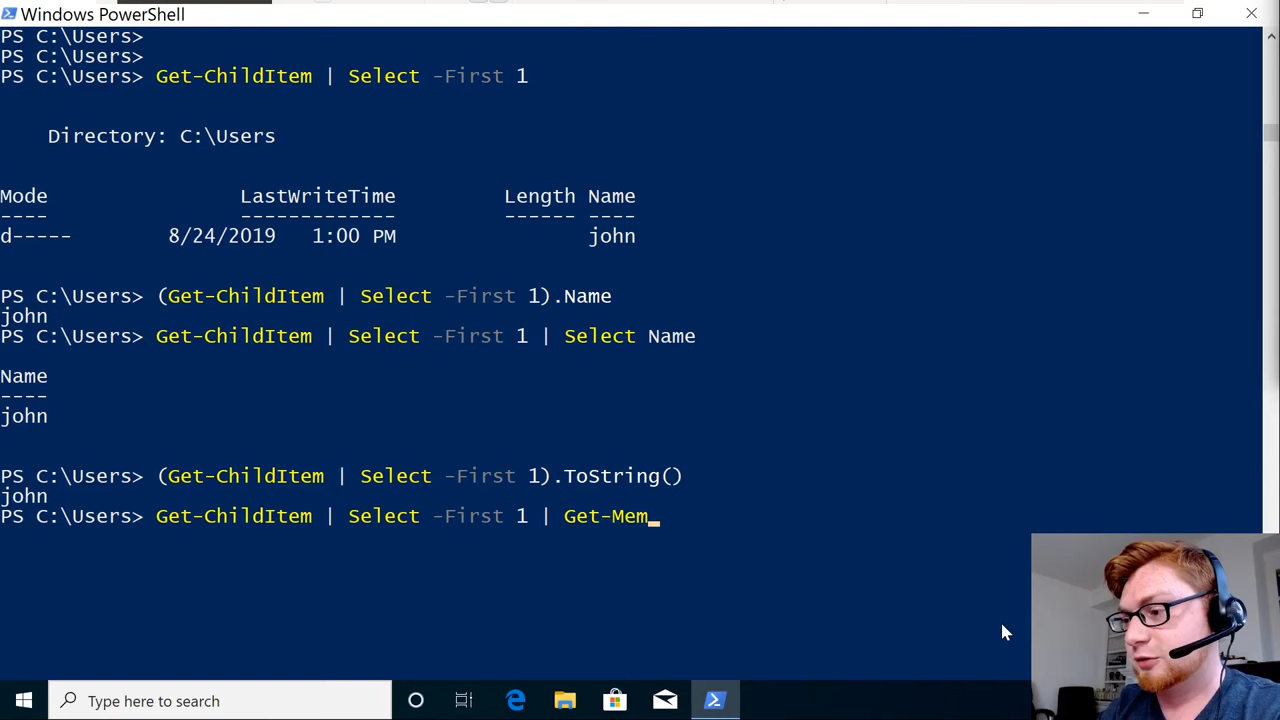 Windows PowerShell
PS C:\Users>
PS C:\Users>
PS C:\Users> Get-ChildItem | Select -First 1
Directory: C:\Users
Mode LastWriteTime Length Name
---- ------------- ------ ----
d----- 8/24/2019 1:00 PM john
PS C:\Users> (Get-ChildItem | Select -First 1).Name
john
PS C:\Users> Get-ChildItem | Select -First 1 | Select Name
Name
----
john
PS C:\Users> (Get-ChildItem | Select -First 1).ToString()
john
PS C:\Users> Get-ChildItem | Select -First 1 | Get-Mem
Type here to search